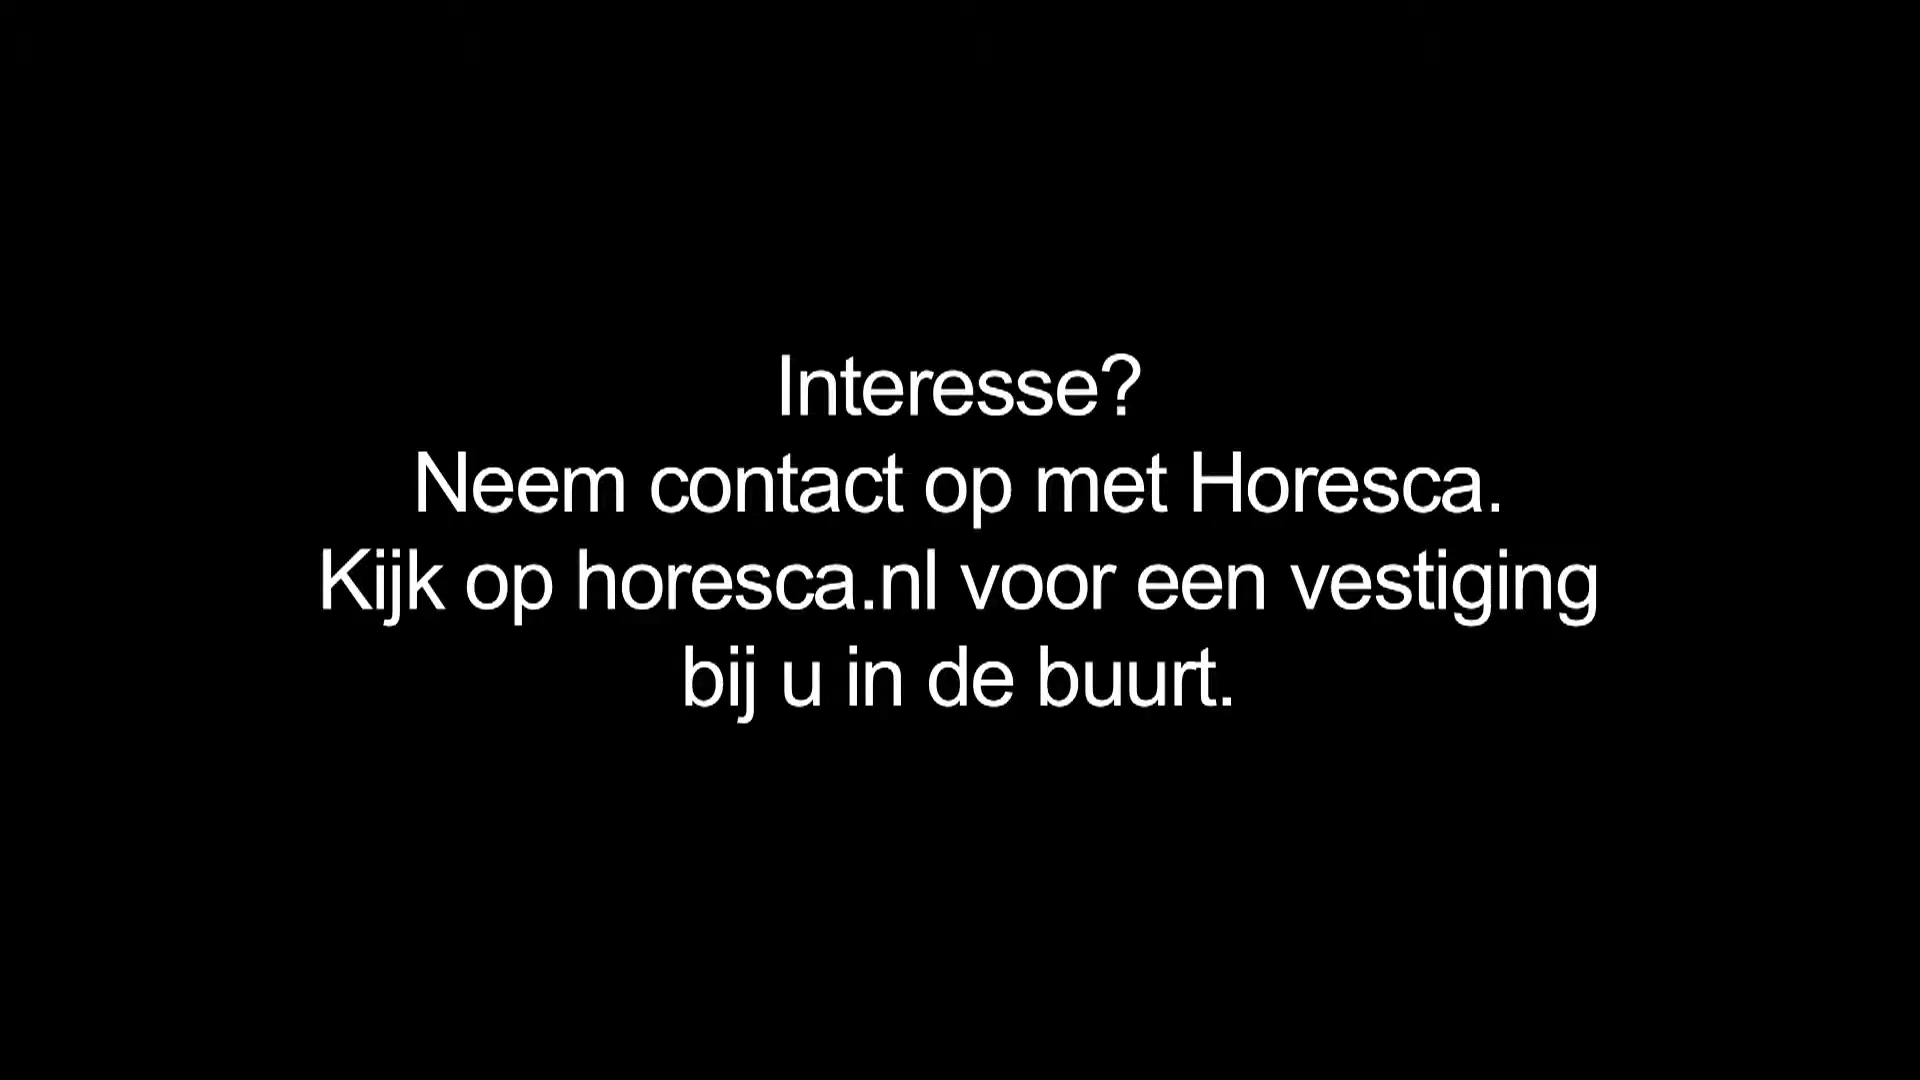 Interesse?
Neem contact op met Horesca.
Kijk op horesca.nl voor een vestiging
bij u in de buurt.